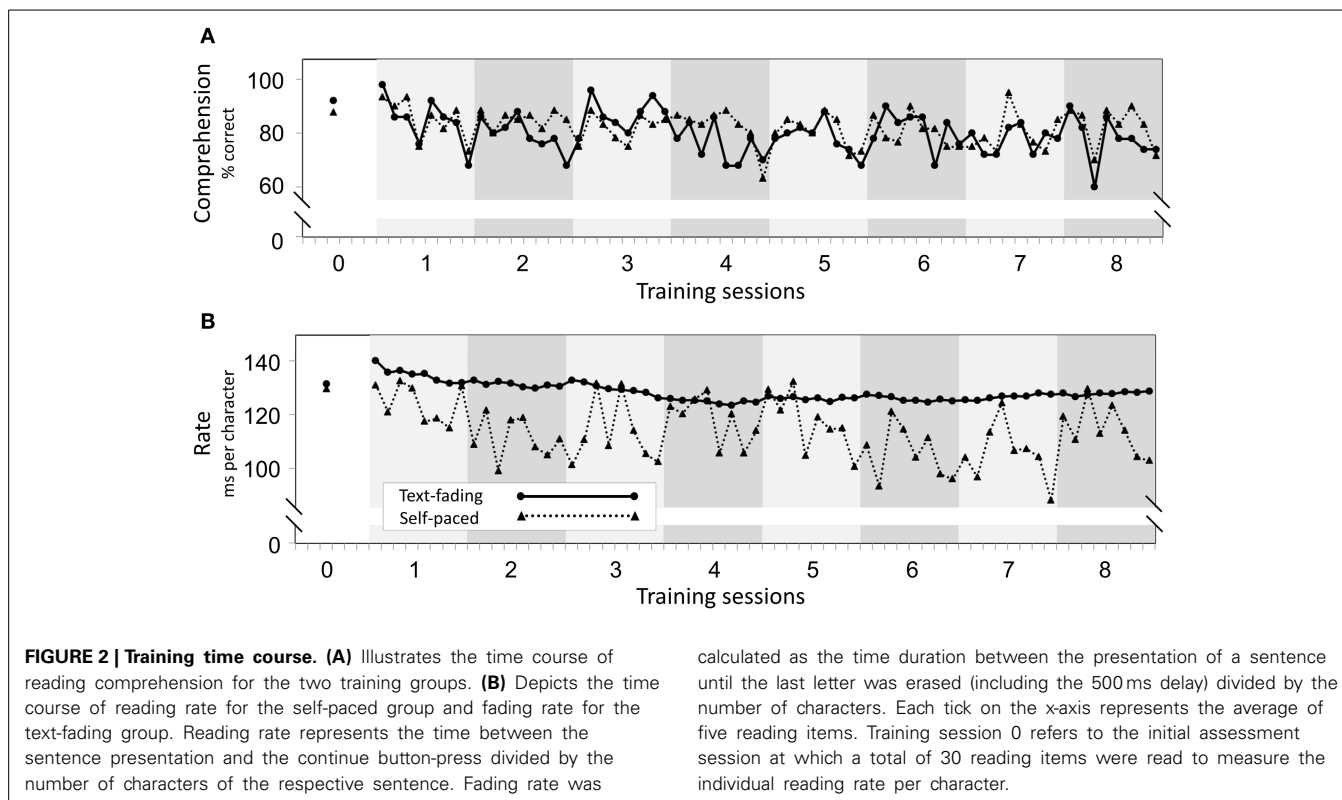 A
Comprehension
% correct
100
80
60
0
0 1 2 3 4 5 6 7 8
Training sessions
B
Rate
ms per character
140
120
100
0
Text-fading
Self-paced
0 1 2 3 4 5 6 7 8
Training sessions
FIGURE 2 | Training time course. (A) Illustrates the time course of
reading comprehension for the two training groups. (B) Depicts the time
course of reading rate for the self-paced group and fading rate for the
text-fading group. Reading rate represents the time between the
sentence presentation and the continue button-press divided by the
number of characters of the respective sentence. Fading rate was
calculated as the time duration between the presentation of a sentence
until the last letter was erased (including the 500 ms delay) divided by the
number of characters. Each tick on the x-axis represents the average of
five reading items. Training session 0 refers to the initial assessment
session at which a total of 30 reading items were read to measure the
individual reading rate per character.